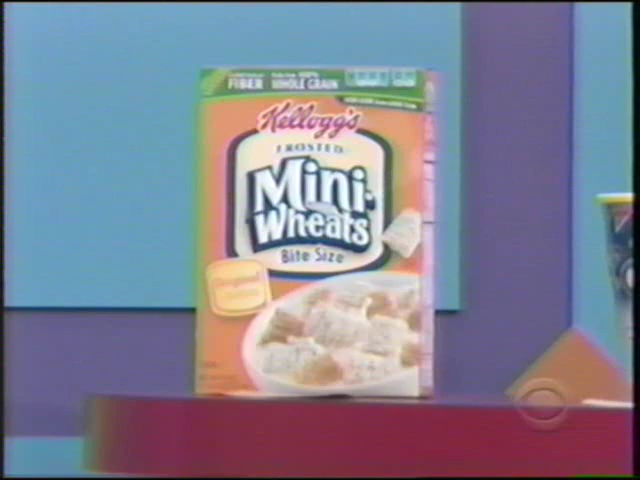 FIBER
WHOLE GRAIN
Kellogg's
FROSTED
Mini-
Wheats
Bite Size